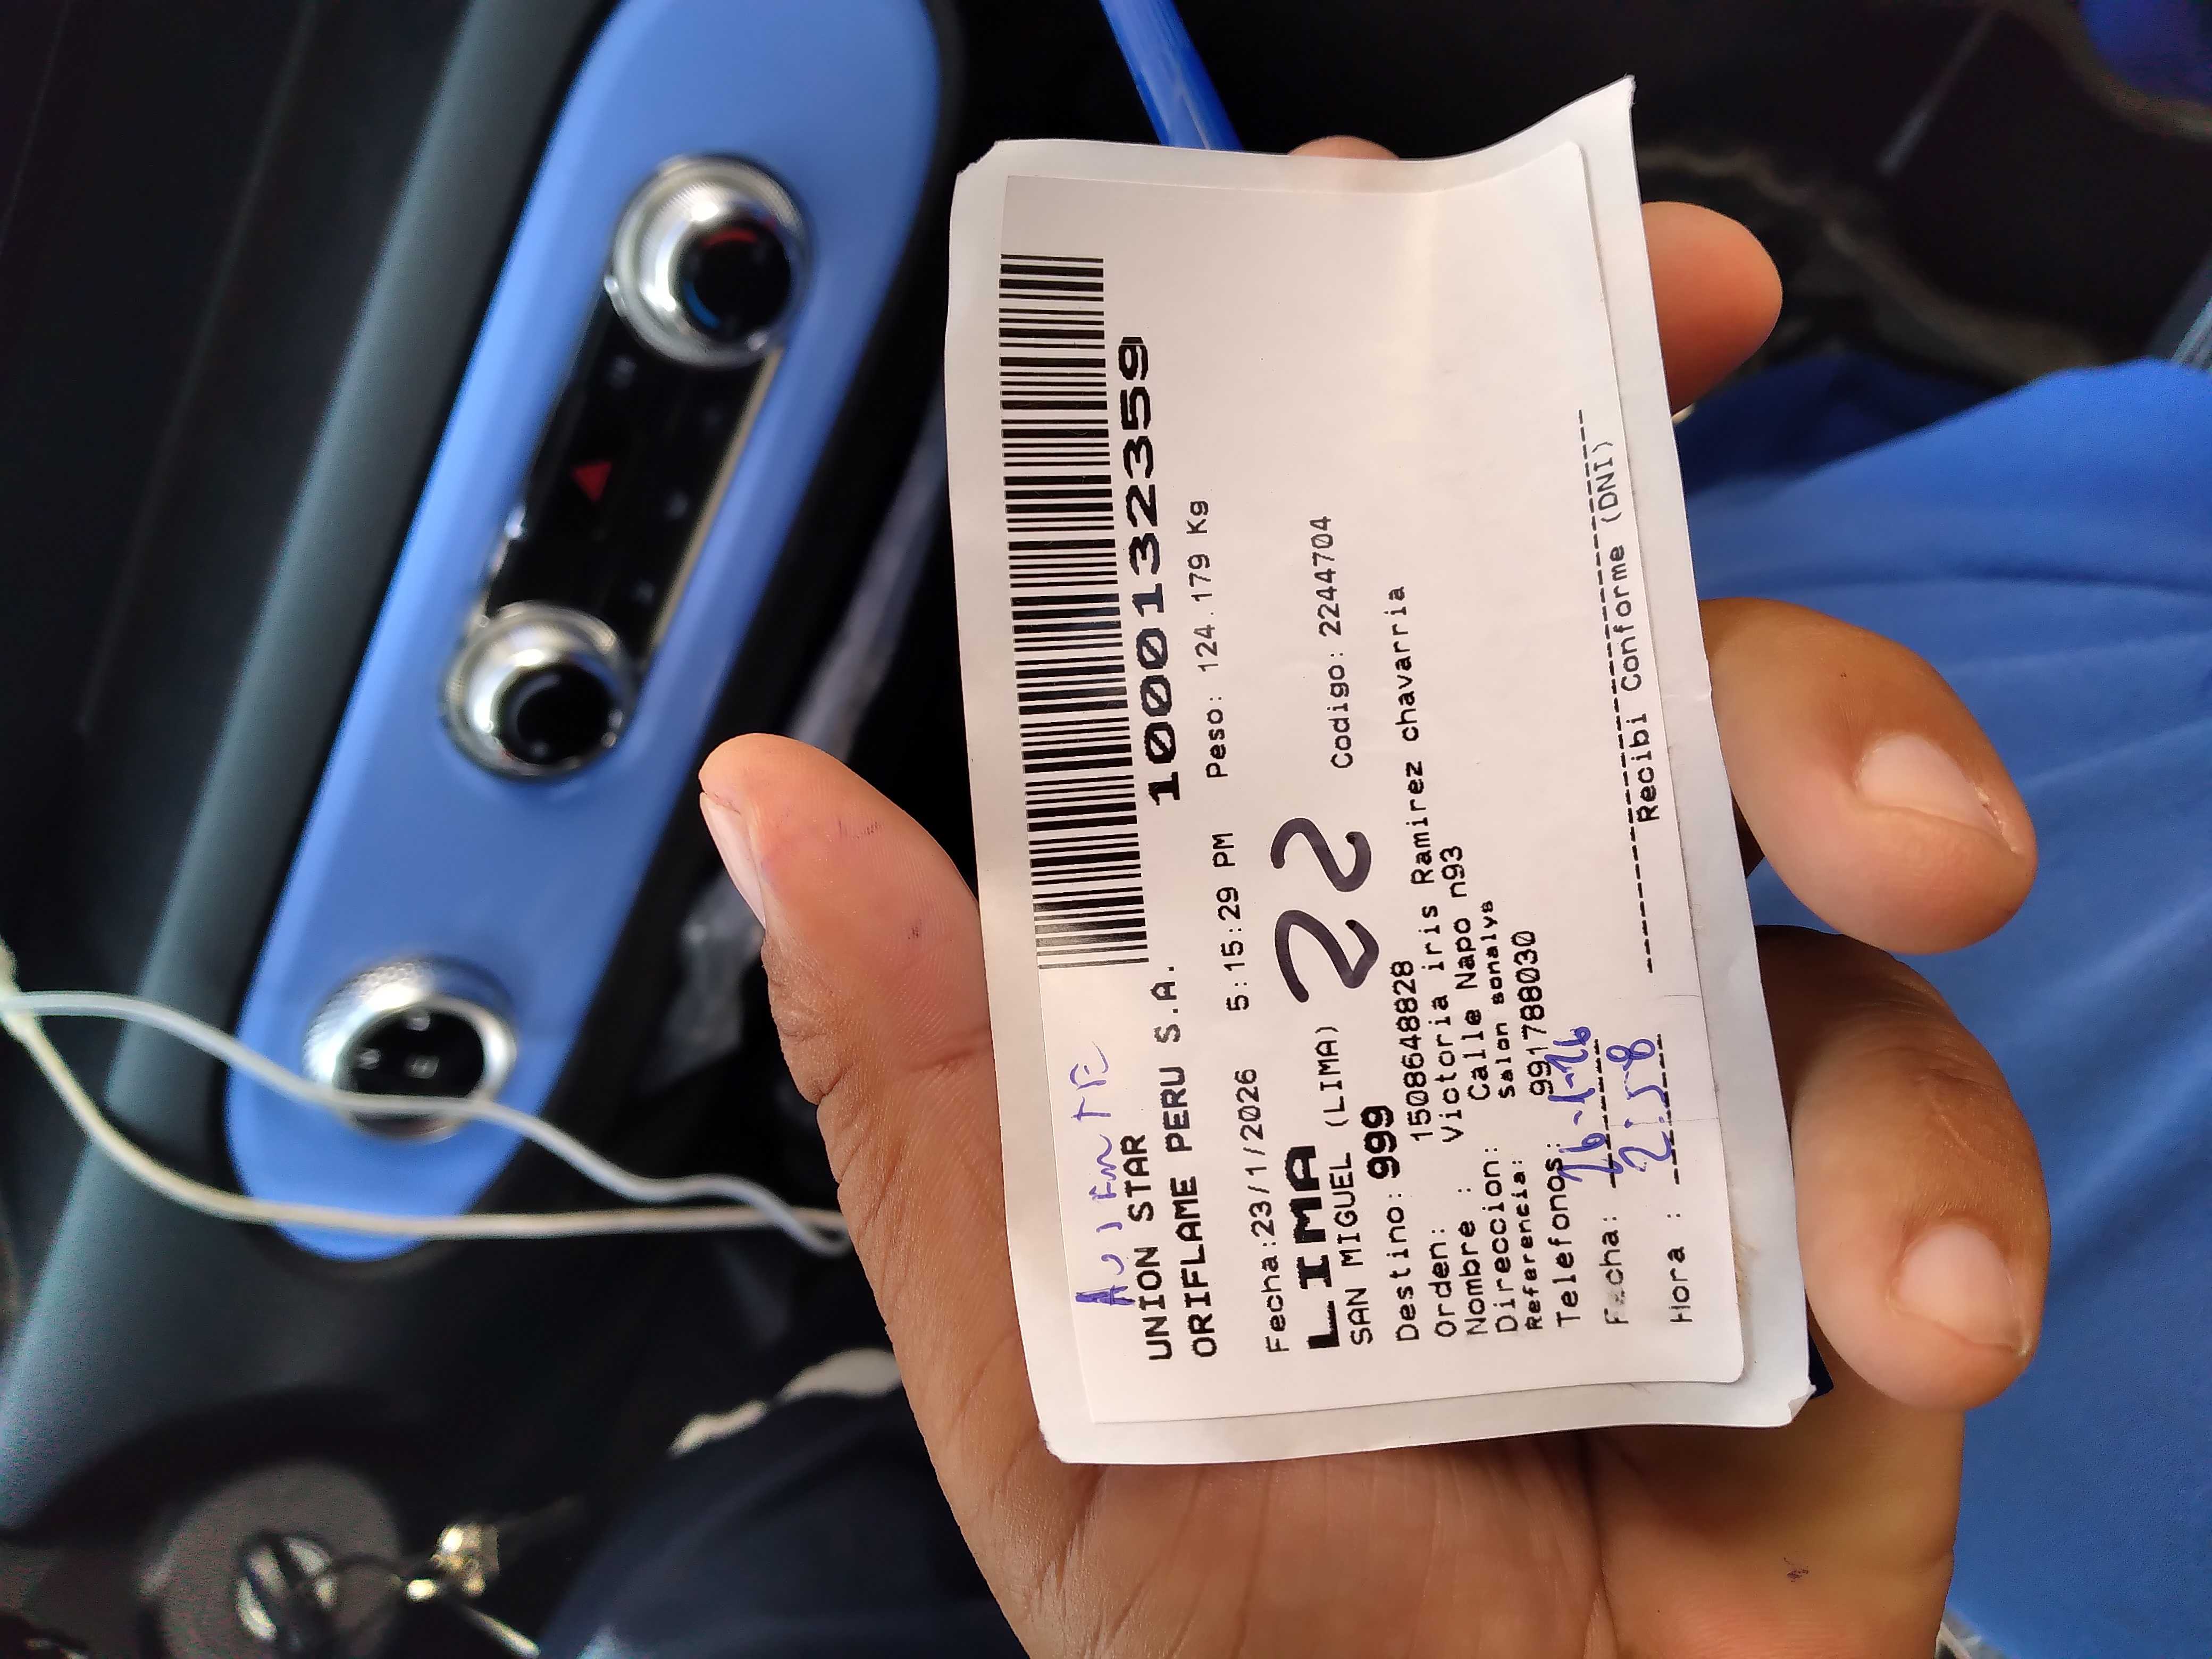 AUSENTE
1000132359
UNION STAR
ORIFLAME PERU S.A.
Fecha:23/1/2026 5:15:29 PM Peso: 124.179 Kg
LIMA 22
SAN MIGUEL (LIMA) Codigo: 2244704
Destino: 999
Orden: 15086488828
Nombre : Victoria iris Ramirez chavarria
Direccion: Calle Napo n93
Referencia: Salon sonalys
Telefonos: 991788030
Fecha: 26-1-26
Hora : 2:58
Recibi Conforme (DNI)